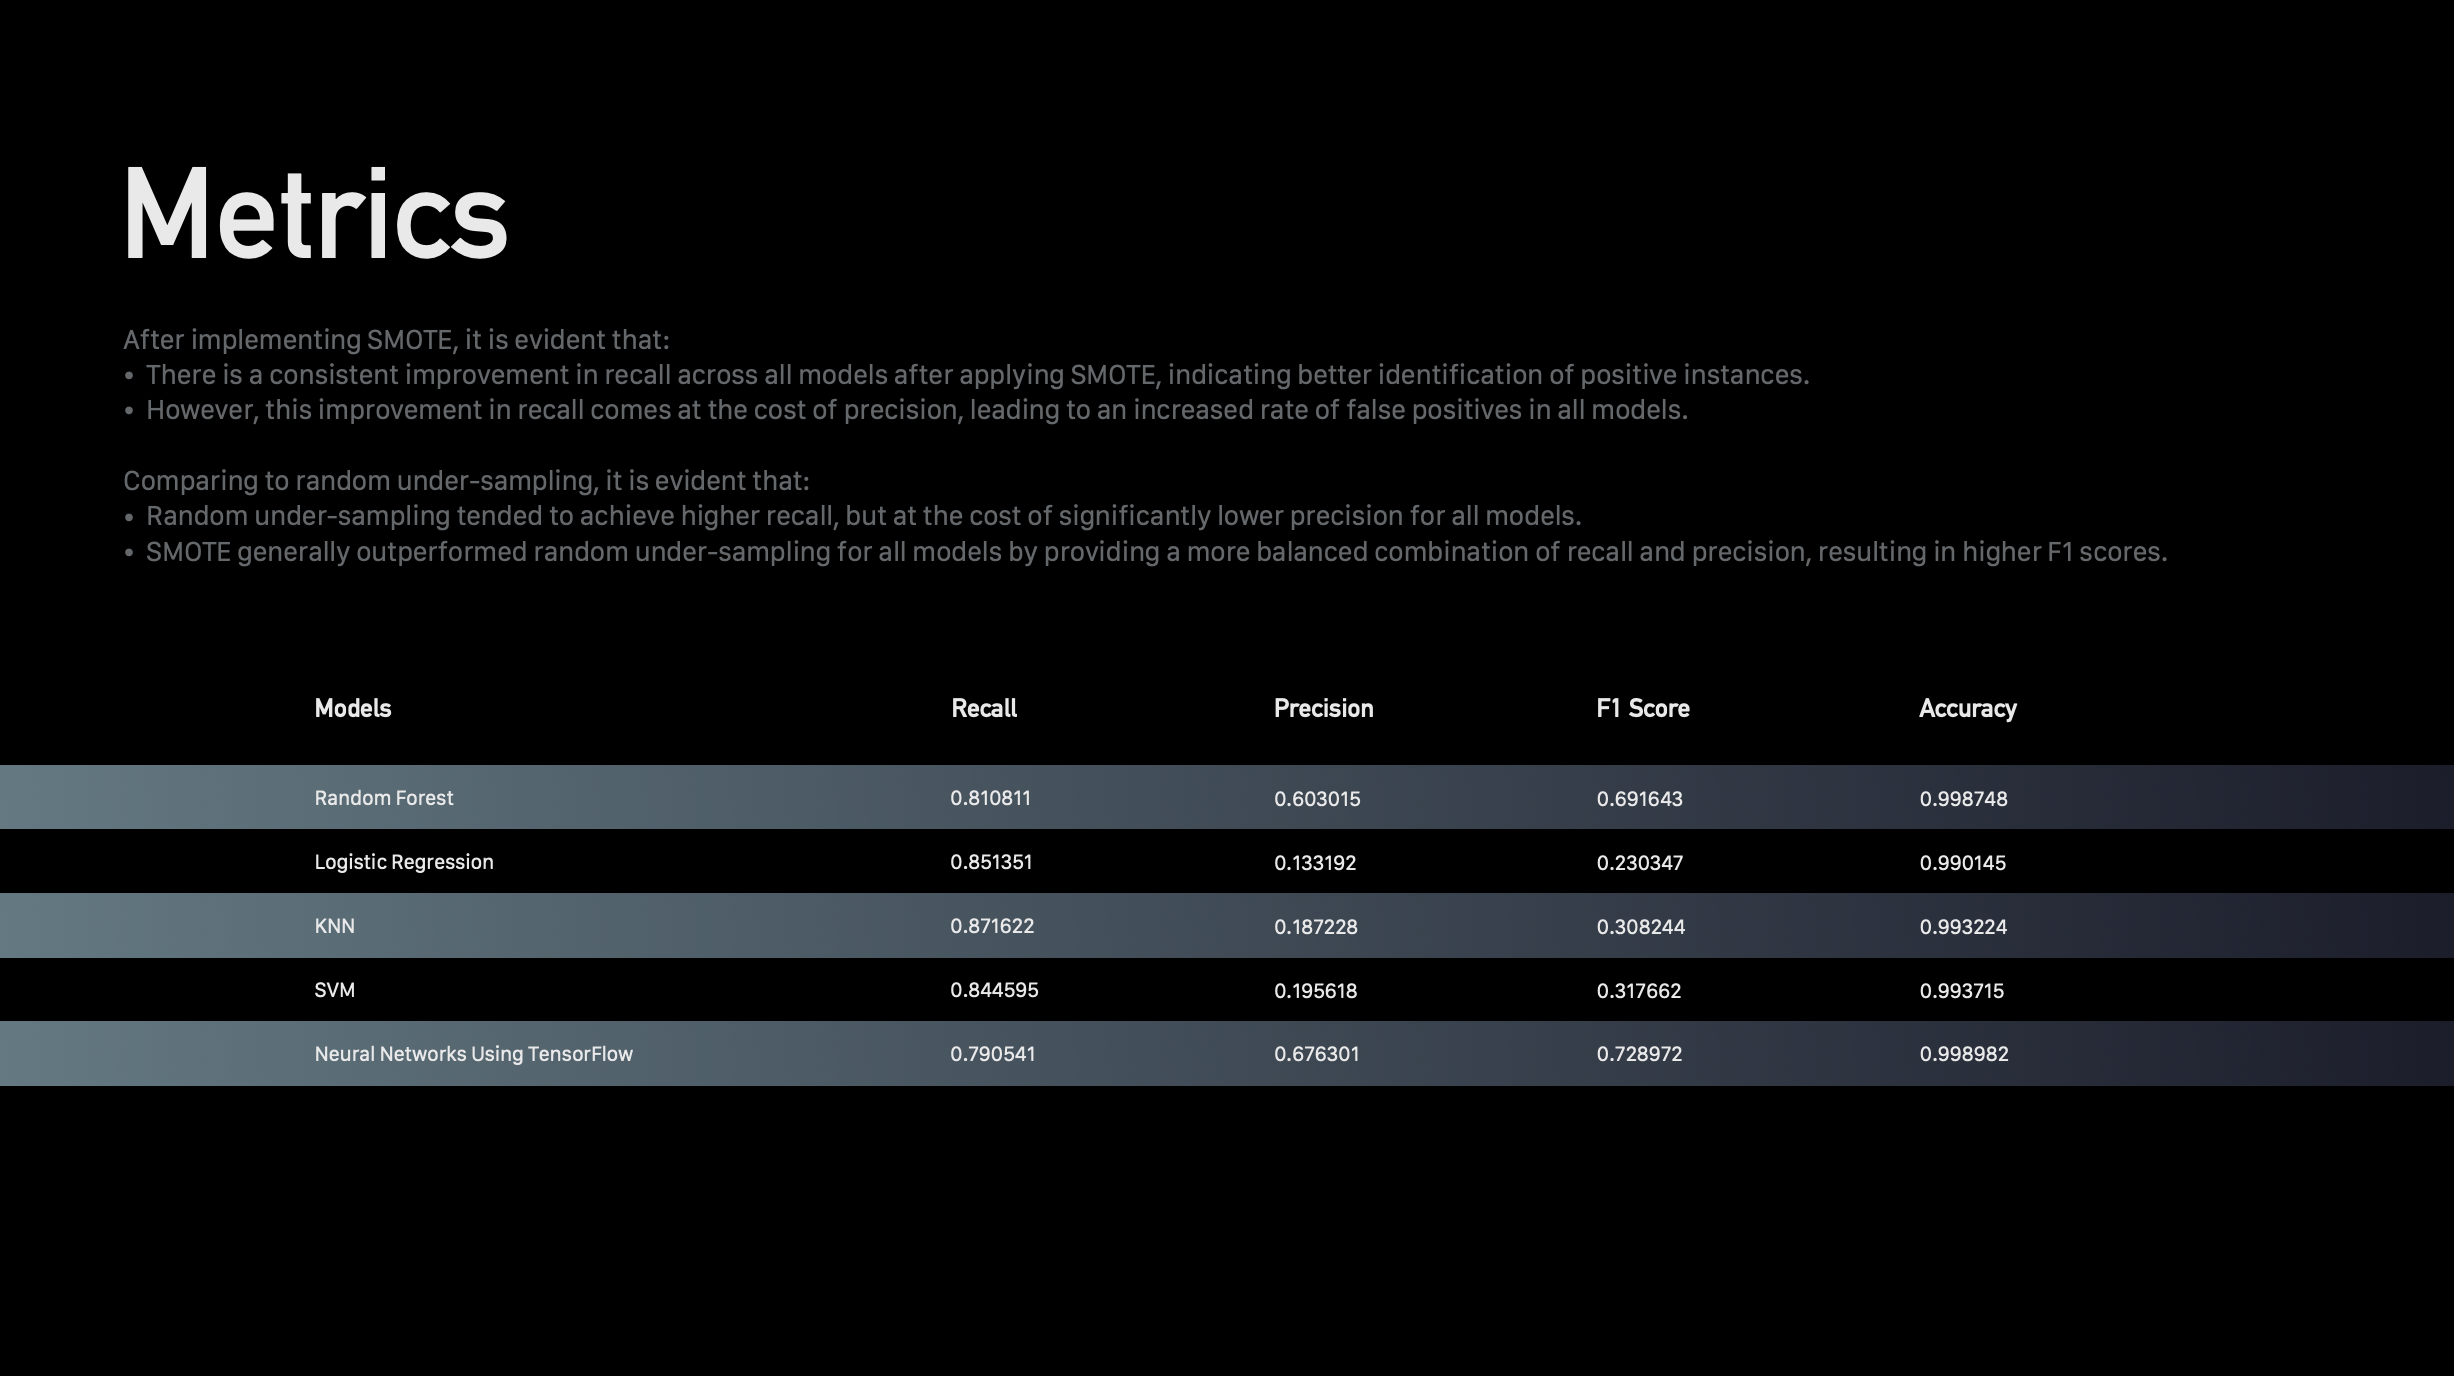 Metrics
After implementing SMOTE, it is evident that:
• There is a consistent improvement in recall across all models after applying SMOTE, indicating better identification of positive instances.
• However, this improvement in recall comes at the cost of precision, leading to an increased rate of false positives in all models.
Comparing to random under-sampling, it is evident that:
• Random under-sampling tended to achieve higher recall, but at the cost of significantly lower precision for all models.
• SMOTE generally outperformed random under-sampling for all models by providing a more balanced combination of recall and precision, resulting in higher F1 scores.
Models Recall Precision F1 Score Accuracy
Random Forest 0.810811 0.603015 0.691643 0.998748
Logistic Regression 0.851351 0.133192 0.230347 0.990145
KNN 0.871622 0.187228 0.308244 0.993224
SVM 0.844595 0.195618 0.317662 0.993715
Neural Networks Using TensorFlow 0.790541 0.676301 0.728972 0.998982